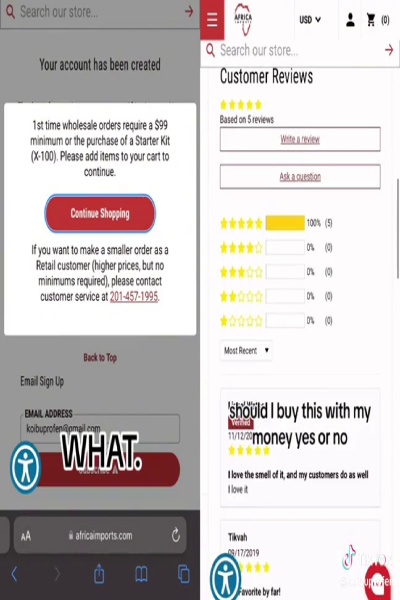 Search our store...
Your account has been created
1st time wholesale orders require a $99
minimum or the purchase of a Starter Kit
(X-100). Please add items to your cart to
continue.
Continue Shopping
If you want to make a smaller order as a
Retail customer (higher prices, but no
minimums required), please contact
customer service at 201-457-1995.
Back to Top
Email Sign Up
EMAIL ADDRESS
koibuprofen@gmail.com
WHAT.
AA
africaimports.com
AFRICA
IMPORTS
USD
(0)
Search our store...
Customer Reviews
Based on 5 reviews
Write a review
Ask a question
100% (5)
0% (0)
0% (0)
0% (0)
0% (0)
Most Recent
should I buy this with my
Verified
11/12/20
money yes or no
I love the smell of it, and my customers do as well
I love it
Tikvah
09/17/2019
Favorite by far!